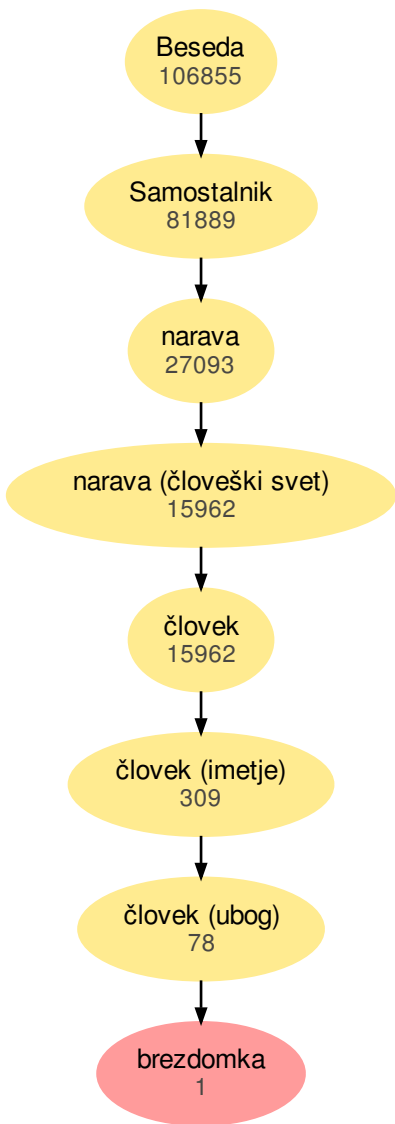 Beseda
106855
Samostalnik
81889
narava
27093
narava (človeški svet)
15962
človek
15962
človek (imetje)
309
človek (ubog)
78
brezdomka
1